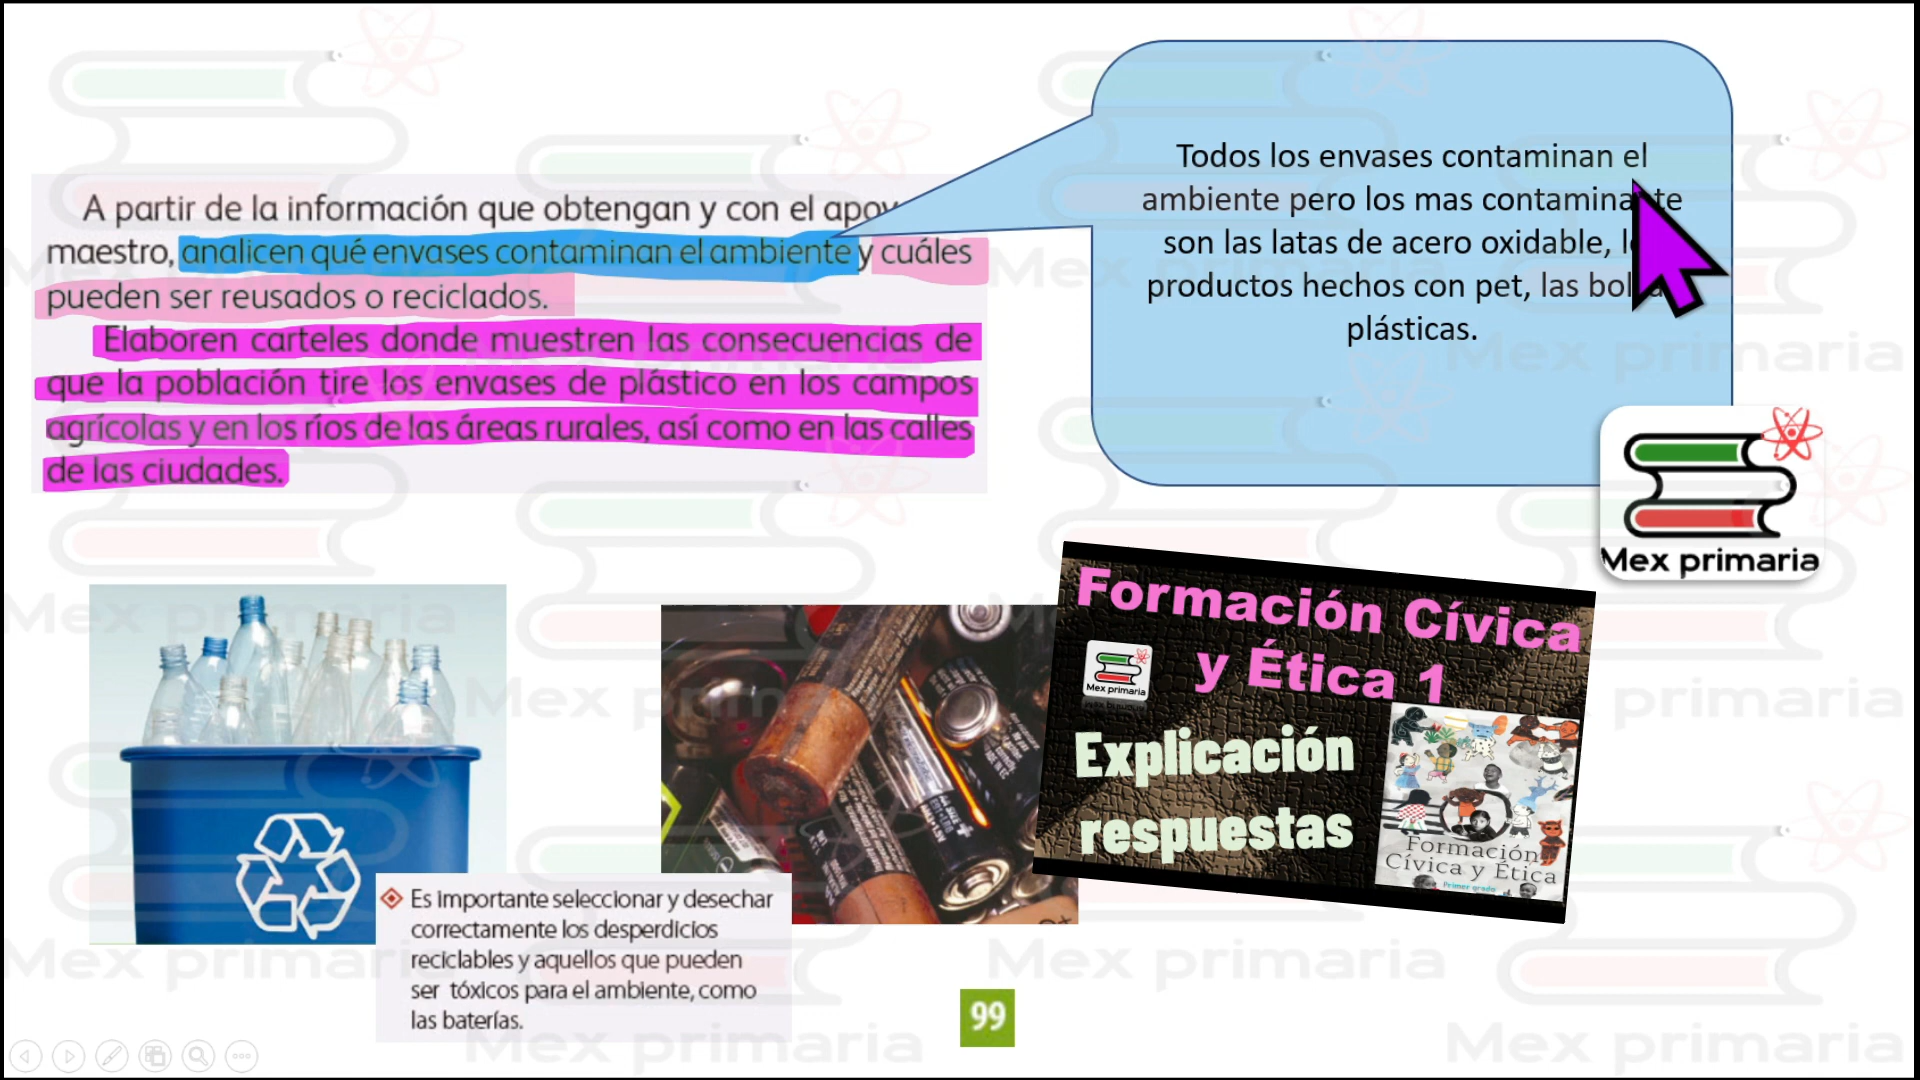 A partir de la información que obtengan y con el
maestro, analicen qué envases contaminan el ambiente y cuáles
pueden ser reusados o reciclados.
Elaboren carteles donde muestren las consecuencias de
que la población tire los envases de plástico en los campos
agrícolas y en los ríos de las áreas rurales, así como en las calles
de las ciudades.
Todos los envases contaminan el
ambiente pero los mas
son las latas de acero oxidable,
productos hechos con pet, las
plásticas.
Mex primaria
Formación Cívica
y Ética 1
Mex primaria
Explicación
respuestas
Formación
Cívica y Ética
Primer grado
Es importante seleccionar y desechar
correctamente los desperdicios
reciclables y aquellos que pueden
ser tóxicos para el ambiente, como
las baterías.
99